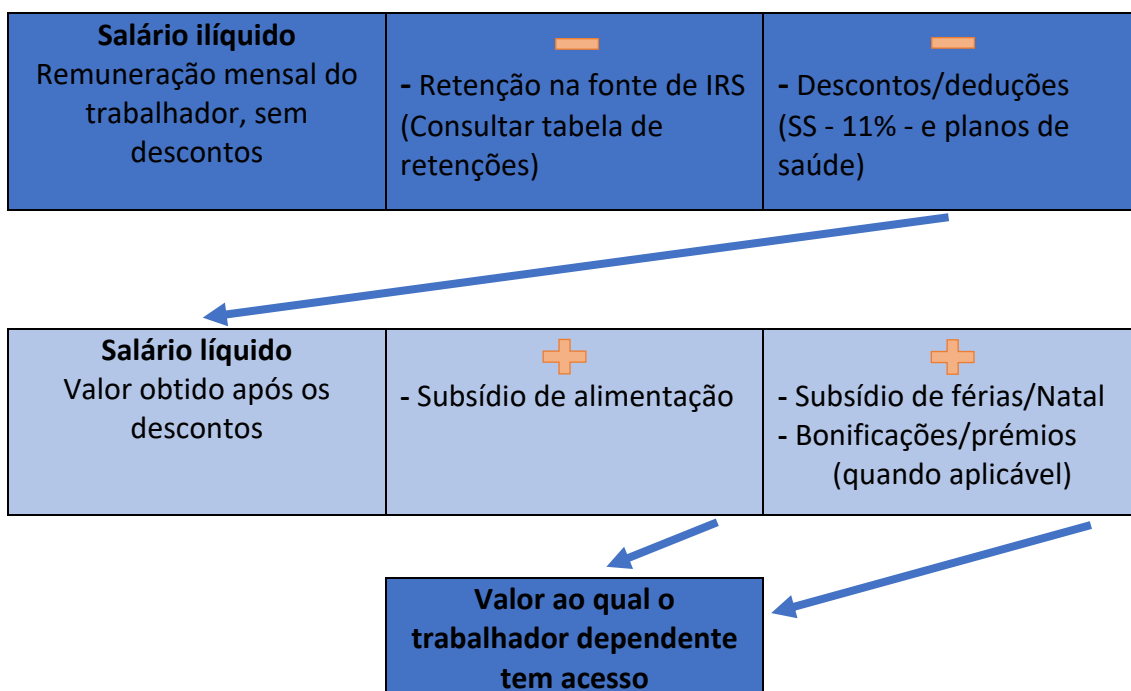 Salário ilíquido
Remuneração mensal do
trabalhador, sem
descontos
- Retenção na fonte de IRS
(Consultar tabela de
retenções)
- Descontos/deduções
(SS - 11% - e planos de
saúde)
Salário líquido
Valor obtido após os
descontos
- Subsídio de alimentação
- Subsídio de férias/Natal
- Bonificações/prémios
(quando aplicável)
Valor ao qual o
trabalhador dependente
tem acesso